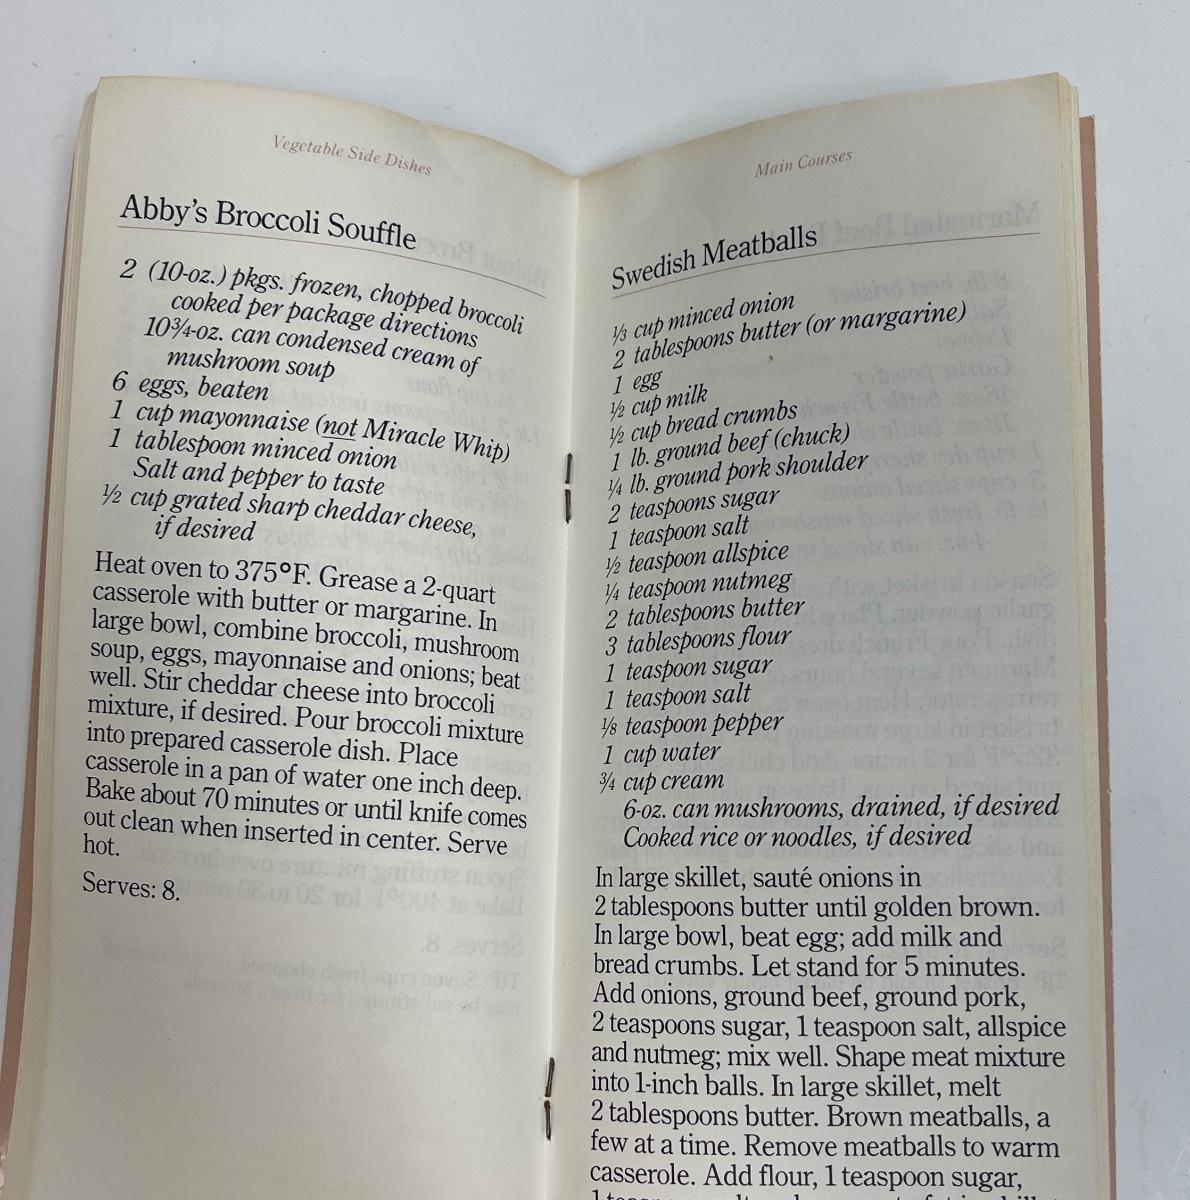 Vegetable Side Dishes
Abby's Broccoli Souffle
2 (10-oz.) pkgs. frozen, chopped broccoli
cooked per package directions
10¾-oz. can condensed cream of
mushroom soup
6 eggs, beaten
1 cup mayonnaise (not Miracle Whip)
1 tablespoon minced onion
Salt and pepper to taste
½ cup grated sharp cheddar cheese,
if desired
Heat oven to 375°F. Grease a 2-quart
casserole with butter or margarine. In
large bowl, combine broccoli, mushroom
soup, eggs, mayonnaise and onions; beat
well. Stir cheddar cheese into broccoli
mixture, if desired. Pour broccoli mixture
into prepared casserole dish. Place
casserole in a pan of water one inch deep.
Bake about 70 minutes or until knife comes
out clean when inserted in center. Serve
hot.
Serves: 8.
Main Courses
Swedish Meatballs
⅓ cup minced onion
2 tablespoons butter (or margarine)
1 egg
½ cup milk
½ cup bread crumbs
1 lb. ground beef (chuck)
¼ lb. ground pork shoulder
2 teaspoons sugar
1 teaspoon salt
½ teaspoon allspice
¼ teaspoon nutmeg
2 tablespoons butter
3 tablespoons flour
1 teaspoon sugar
1 teaspoon salt
⅛ teaspoon pepper
1 cup water
¾ cup cream
6-oz. can mushrooms, drained, if desired
Cooked rice or noodles, if desired
In large skillet, sauté onions in
2 tablespoons butter until golden brown.
In large bowl, beat egg; add milk and
bread crumbs. Let stand for 5 minutes.
Add onions, ground beef, ground pork,
2 teaspoons sugar, 1 teaspoon salt, allspice
and nutmeg; mix well. Shape meat mixture
into 1-inch balls. In large skillet, melt
2 tablespoons butter. Brown meatballs, a
few at a time. Remove meatballs to warm
casserole. Add flour, 1 teaspoon sugar,